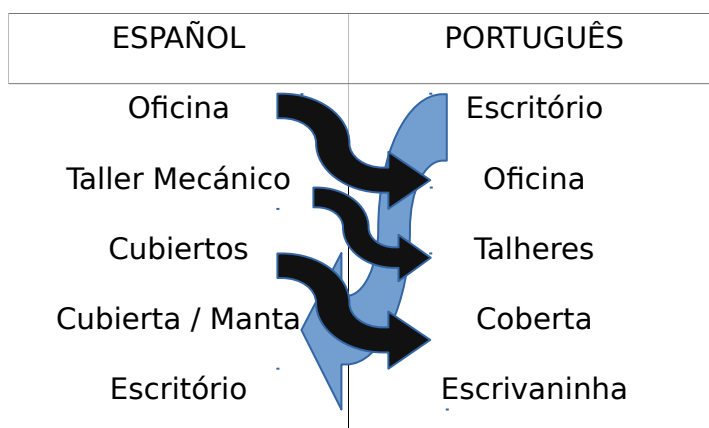 ESPAÑOL PORTUGUÊS
Oficina Escritório
Taller Mecánico Oficina
Cubiertos Talheres
Cubierta / Manta Coberta
Escritório Escrivaninha